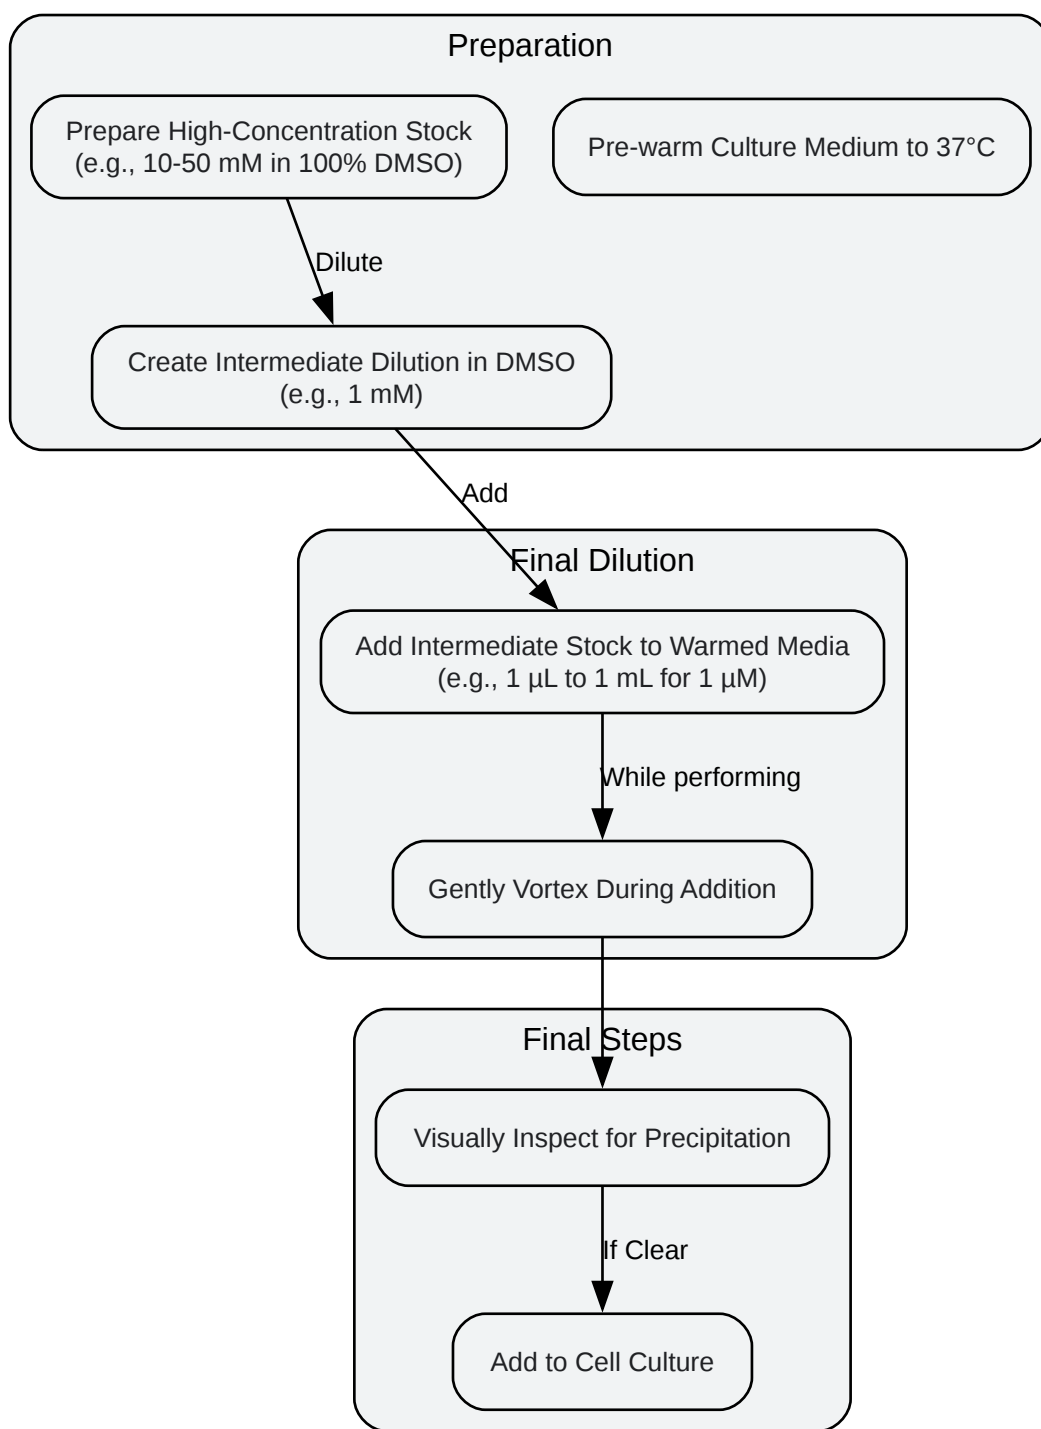 Preparation
Prepare High-Concentration Stock
(e.g., 10-50 mM in 100% DMSO)
Pre-warm Culture Medium to 37°C
Dilute
Create Intermediate Dilution in DMSO
(e.g., 1 mM)
Add
Final Dilution
Add Intermediate Stock to Warmed Media
(e.g., 1 µL to 1 mL for 1 µM)
While performing
Gently Vortex During Addition
Final Steps
Visually Inspect for Precipitation
If Clear
Add to Cell Culture